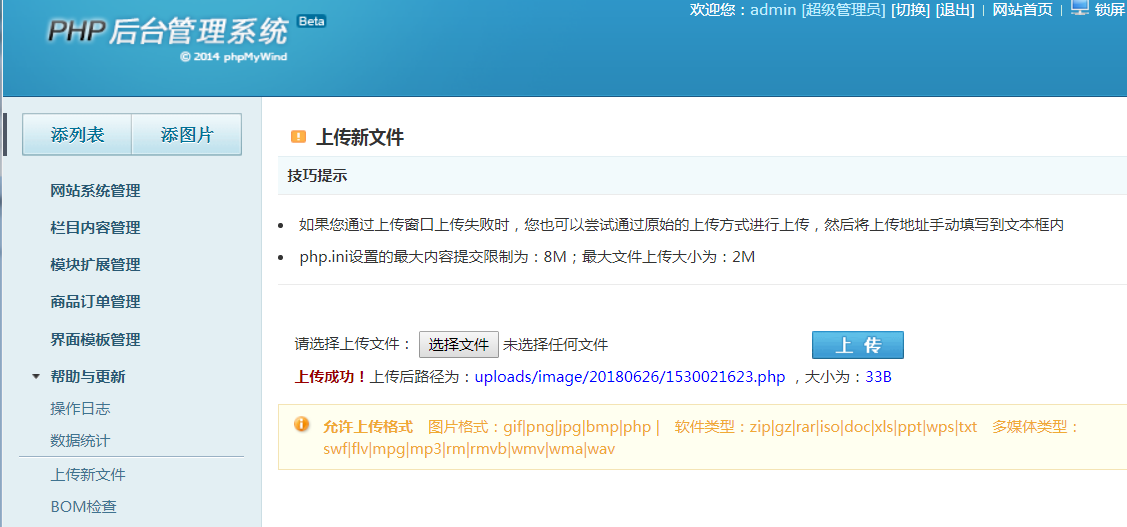 PHP 后台管理系统 Beta
© 2014 phpMyWind
欢迎您：admin [超级管理员] [切换] [退出] | 网站首页 | 锁屏
添列表 添图片
网站系统管理
栏目内容管理
模块扩展管理
商品订单管理
界面模板管理
帮助与更新
操作日志
数据统计
上传新文件
BOM检查
上传新文件
技巧提示
如果您通过上传窗口上传失败时，您也可以尝试通过原始的上传方式进行上传，然后将上传地址手动填写到文本框内
php.ini设置的最大内容提交限制为：8M；最大文件上传大小为：2M
请选择上传文件： 选择文件 未选择任何文件 上 传
上传成功！上传后路径为：uploads/image/20180626/1530021623.php ，大小为：33B
允许上传格式 图片格式：gif|png|jpg|bmp|php | 软件类型：zip|gz|rar|iso|doc|xls|ppt|wps|txt 多媒体类型：
swf|flv|mpg|mp3|rm|rmvb|wmv|wma|wav